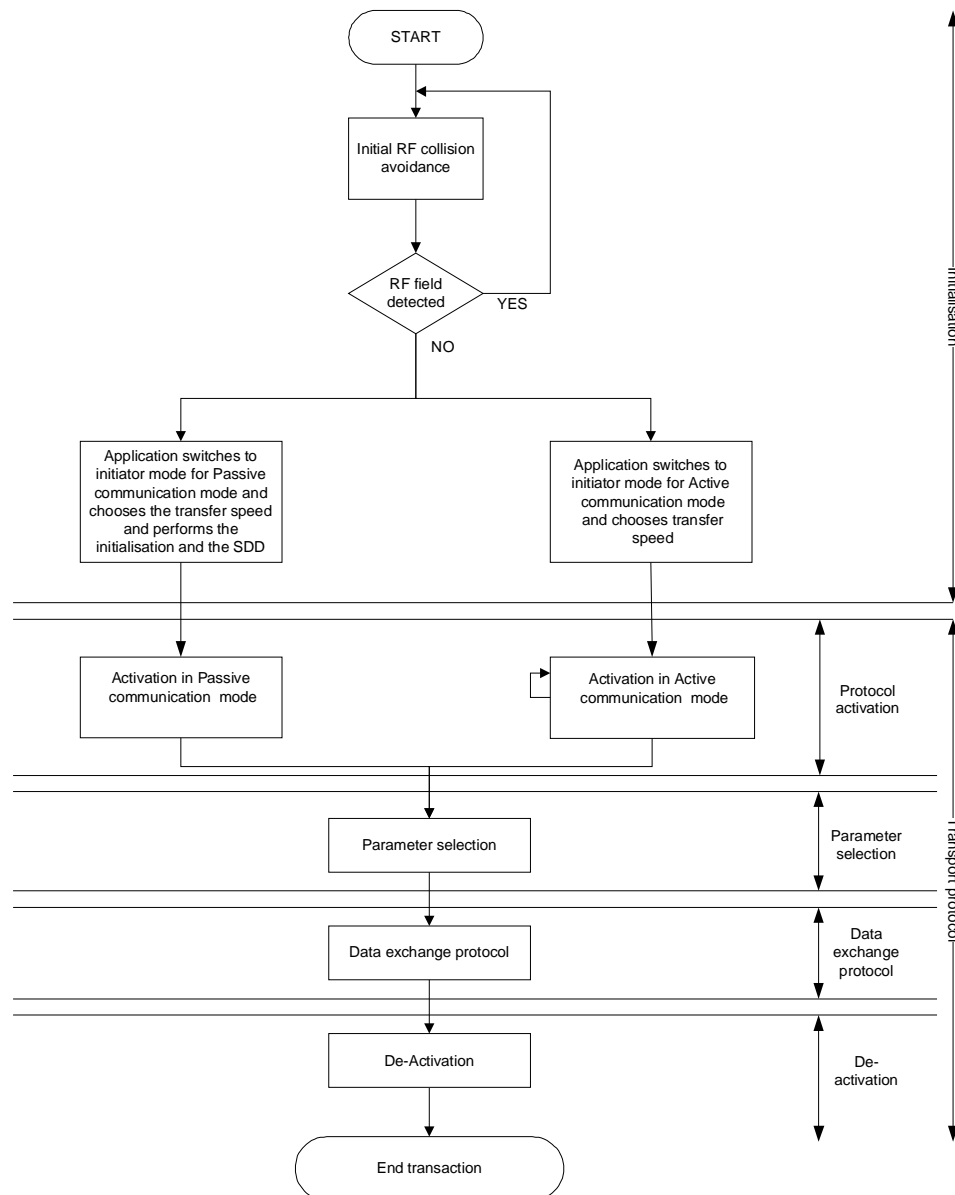 START
Initial RF collision
avoidance
RF field
detected
YES
NO
Initialisation
Application switches to
initiator mode for Passive
communication mode and
chooses the transfer speed
and performs the
initialisation and the SDD
Application switches to
initiator mode for Active
communication mode
and chooses transfer
speed
Activation in Passive
communication mode
Activation in Active
communication mode
Protocol
activation
Parameter selection
Parameter
selection
Transport protocol
Data exchange protocol
Data
exchange
protocol
De-Activation
De-
activation
End transaction